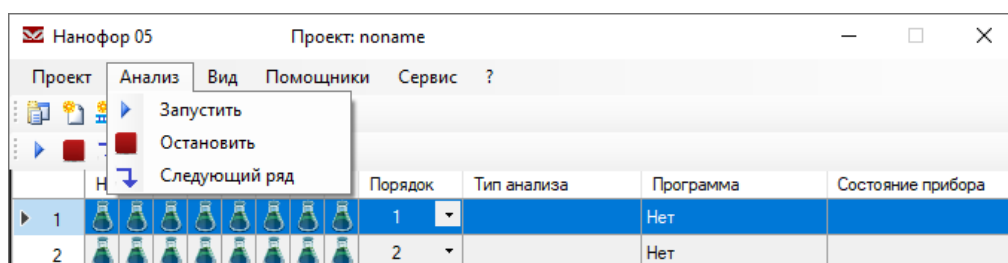 Нанофор 05 Проект: noname
Проект Анализ Вид Помощники Сервис ?
Запустить
Остановить
Следующий ряд
Порядок Тип анализа Программа Состояние прибора
1 1 Нет
2 2 Нет